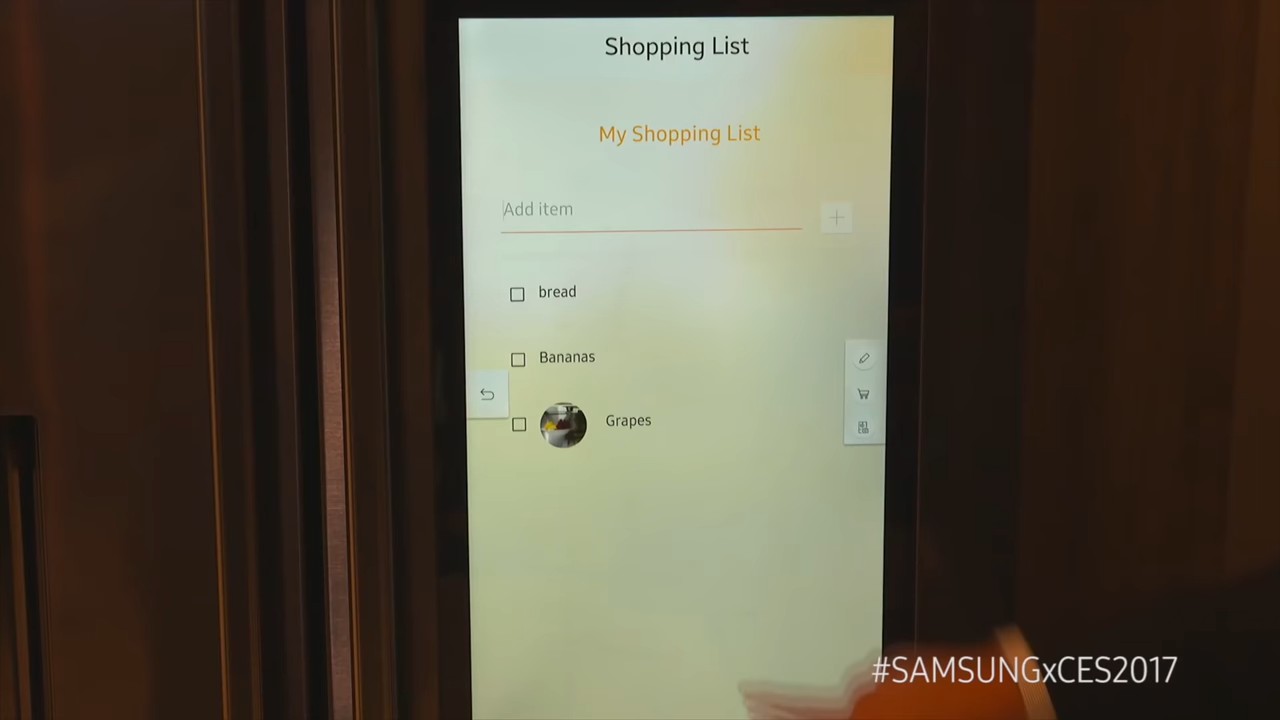 Shopping List
My Shopping List
Add item
bread
Bananas
Grapes
#SAMSUNGxCES2017